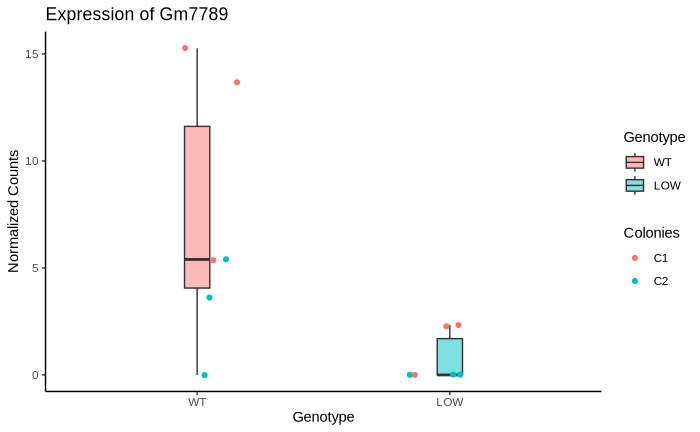 Expression of Gm7789
Normalized Counts
15
10
5
0
WT
LOW
Genotype
Genotype
WT
LOW
Colonies
C1
C2